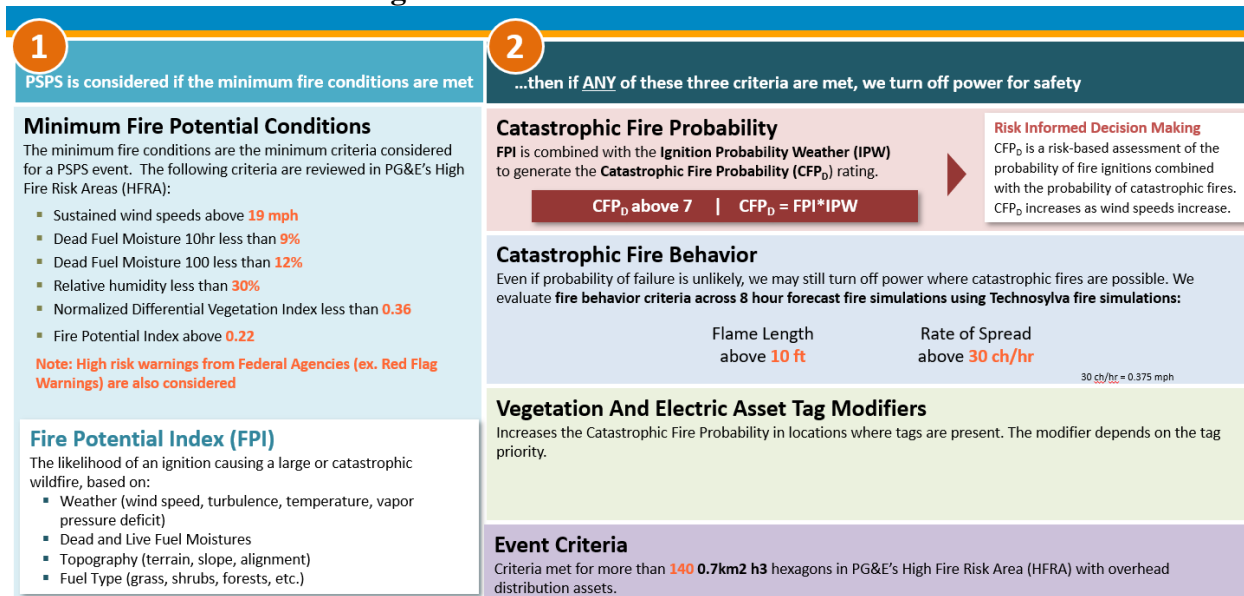 1
PSPS is considered if the minimum fire conditions are met
Minimum Fire Potential Conditions
The minimum fire conditions are the minimum criteria considered
for a PSPS event. The following criteria are reviewed in PG&E's High
Fire Risk Areas (HFRA):
Sustained wind speeds above 19 mph
Dead Fuel Moisture 10hr less than 9%
Dead Fuel Moisture 100 less than 12%
Relative humidity less than 30%
Normalized Differential Vegetation Index less than 0.36
Fire Potential Index above 0.22
Note: High risk warnings from Federal Agencies (ex. Red Flag
Warnings) are also considered
Fire Potential Index (FPI)
The likelihood of an ignition causing a large or catastrophic
wildfire, based on:
Weather (wind speed, turbulence, temperature, vapor
pressure deficit)
Dead and Live Fuel Moistures
Topography (terrain, slope, alignment)
Fuel Type (grass, shrubs, forests, etc.)
2
...then if ANY of these three criteria are met, we turn off power for safety
Catastrophic Fire Probability
FPI is combined with the Ignition Probability Weather (IPW)
to generate the Catastrophic Fire Probability (CFPD) rating.
CFPD above 7 | CFPD = FPI*IPW
Risk Informed Decision Making
CFPD is a risk-based assessment of the
probability of fire ignitions combined
with the probability of catastrophic fires.
CFPD increases as wind speeds increase.
Catastrophic Fire Behavior
Even if probability of failure is unlikely, we may still turn off power where catastrophic fires are possible. We
evaluate fire behavior criteria across 8 hour forecast fire simulations using Technosylva fire simulations:
Flame Length
above 10 ft
Rate of Spread
above 30 ch/hr
30 ch/hr = 0.375 mph
Vegetation And Electric Asset Tag Modifiers
Increases the Catastrophic Fire Probability in locations where tags are present. The modifier depends on the tag
priority.
Event Criteria
Criteria met for more than 140 0.7km2 h3 hexagons in PG&E's High Fire Risk Area (HFRA) with overhead
distribution assets.